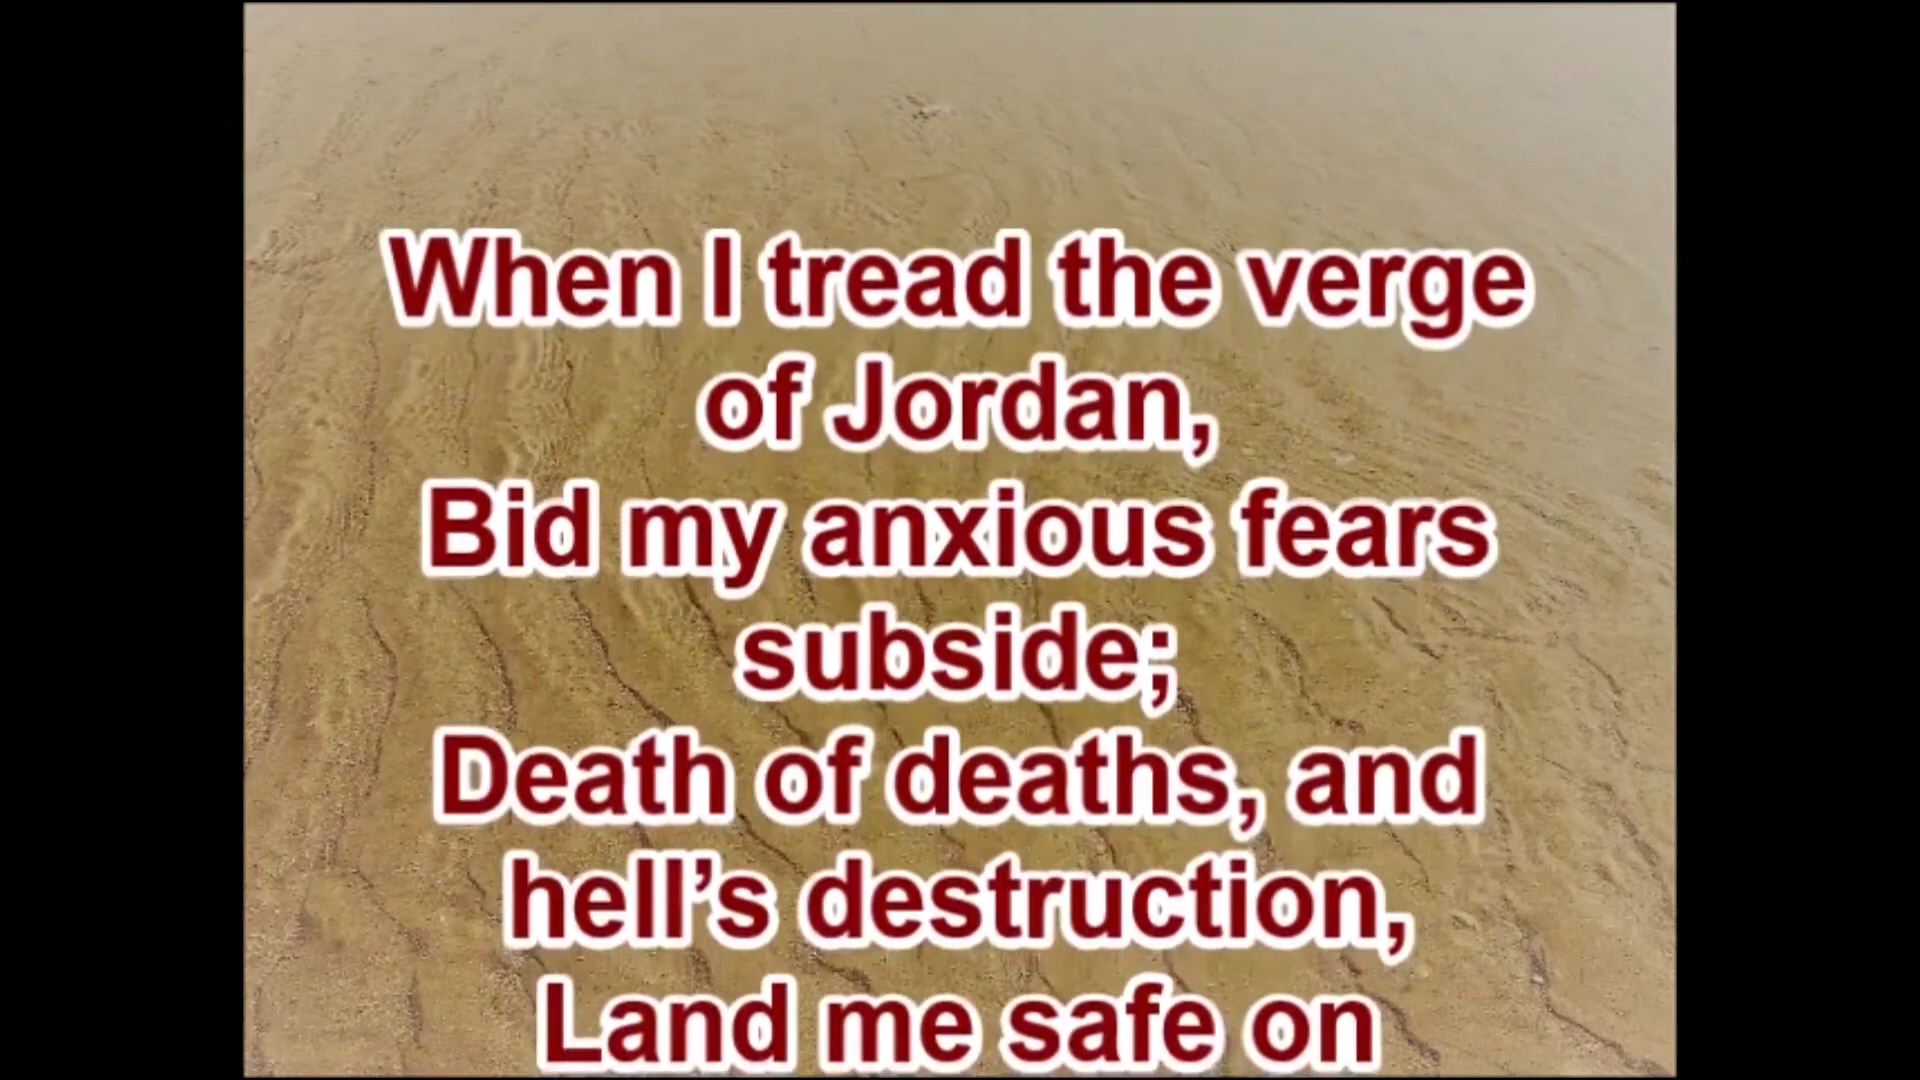 When I tread the verge
of Jordan,
Bid my anxious fears
subside;
Death of deaths, and
hell’s destruction,
Land me safe on